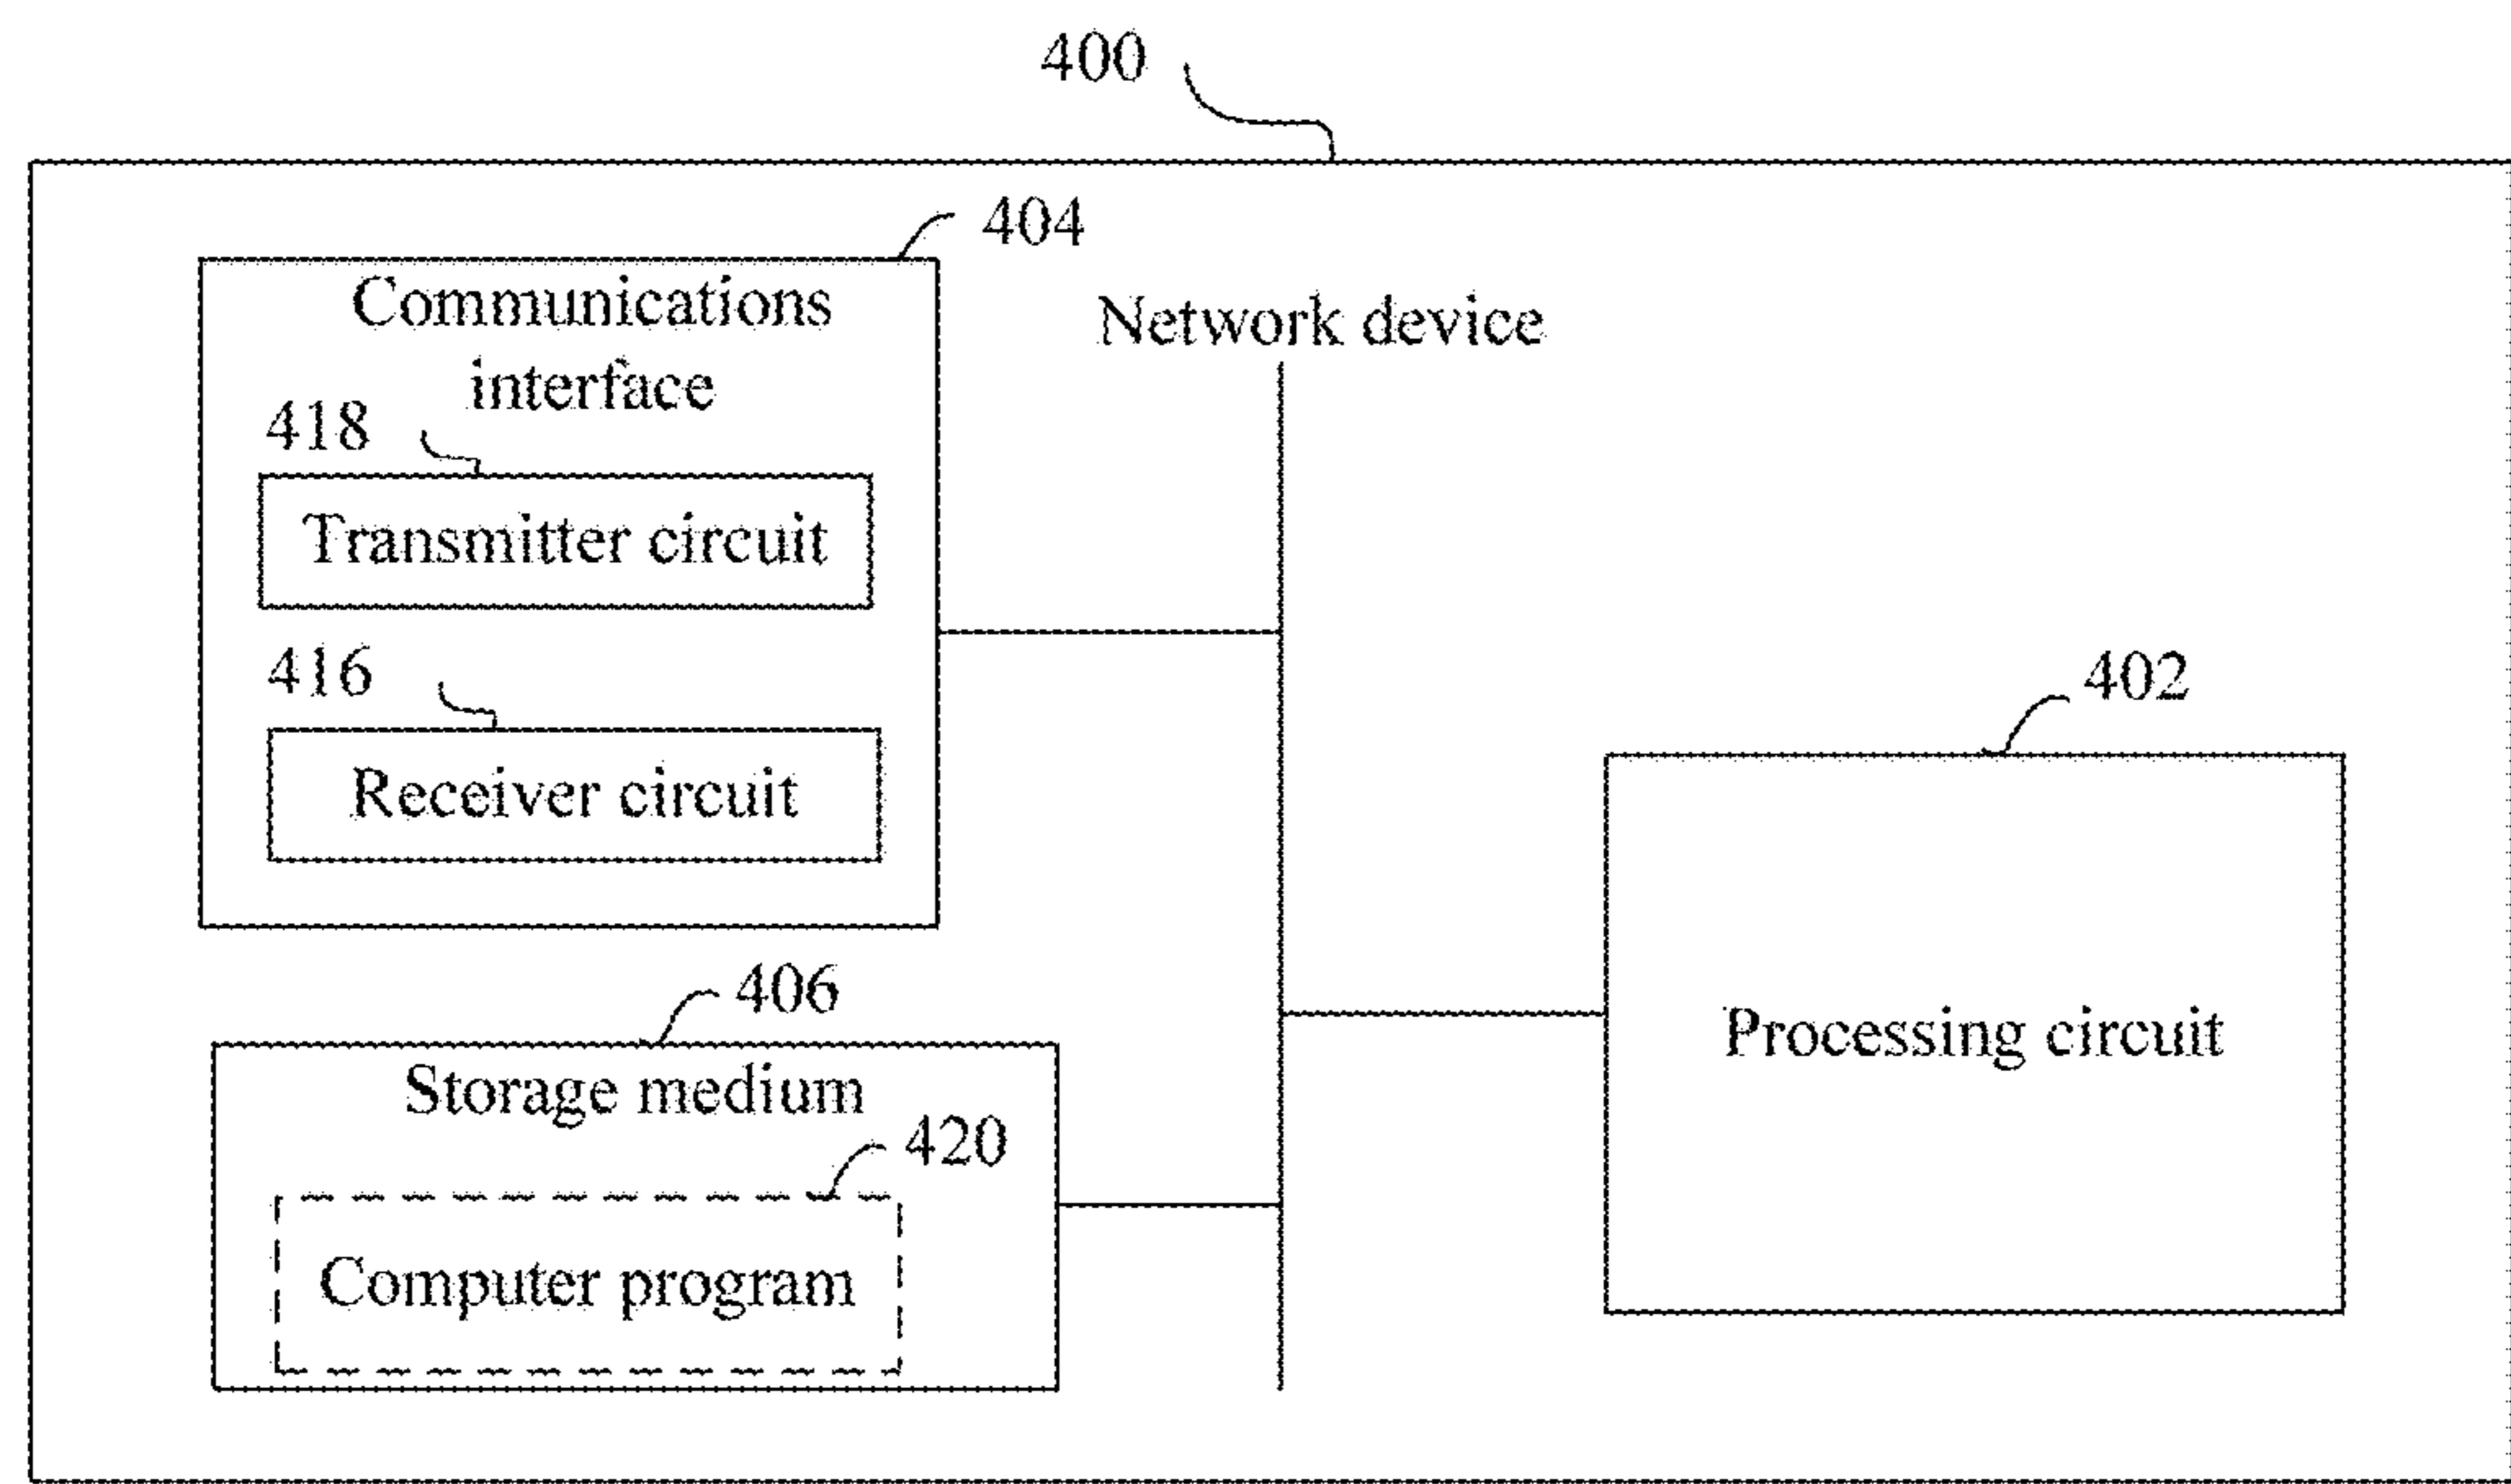 400
404
Communications
interface
Network device
418
Transmitter circuit
416
Receiver circuit
402
Processing circuit
406
Storage medium
420
Computer program